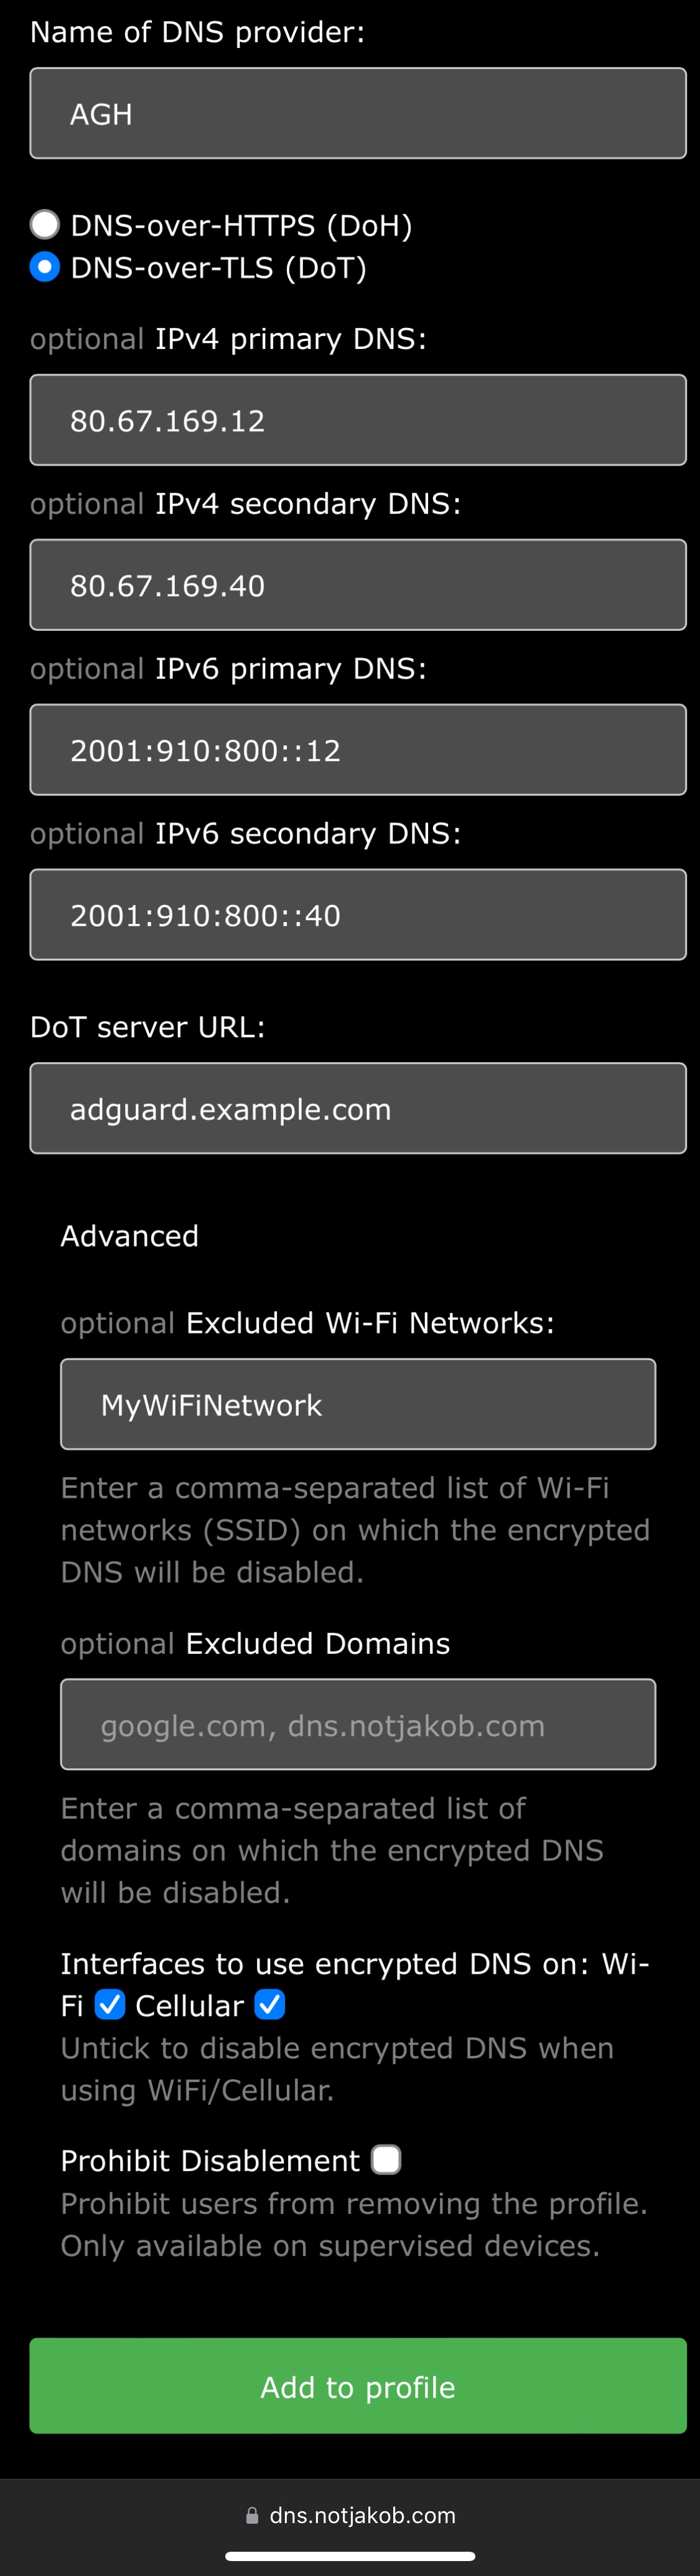 Name of DNS provider:
AGH
DNS-over-HTTPS (DoH)
DNS-over-TLS (DoT)
optional IPv4 primary DNS:
80.67.169.12
optional IPv4 secondary DNS:
80.67.169.40
optional IPv6 primary DNS:
2001:910:800::12
optional IPv6 secondary DNS:
2001:910:800::40
DoT server URL:
adguard.example.com
Advanced
optional Excluded Wi-Fi Networks:
MyWiFiNetwork
Enter a comma-separated list of Wi-Fi
networks (SSID) on which the encrypted
DNS will be disabled.
optional Excluded Domains
google.com, dns.notjakob.com
Enter a comma-separated list of
domains on which the encrypted DNS
will be disabled.
Interfaces to use encrypted DNS on: Wi-
Fi Cellular
Untick to disable encrypted DNS when
using WiFi/Cellular.
Prohibit Disablement
Prohibit users from removing the profile.
Only available on supervised devices.
Add to profile
dns.notjakob.com